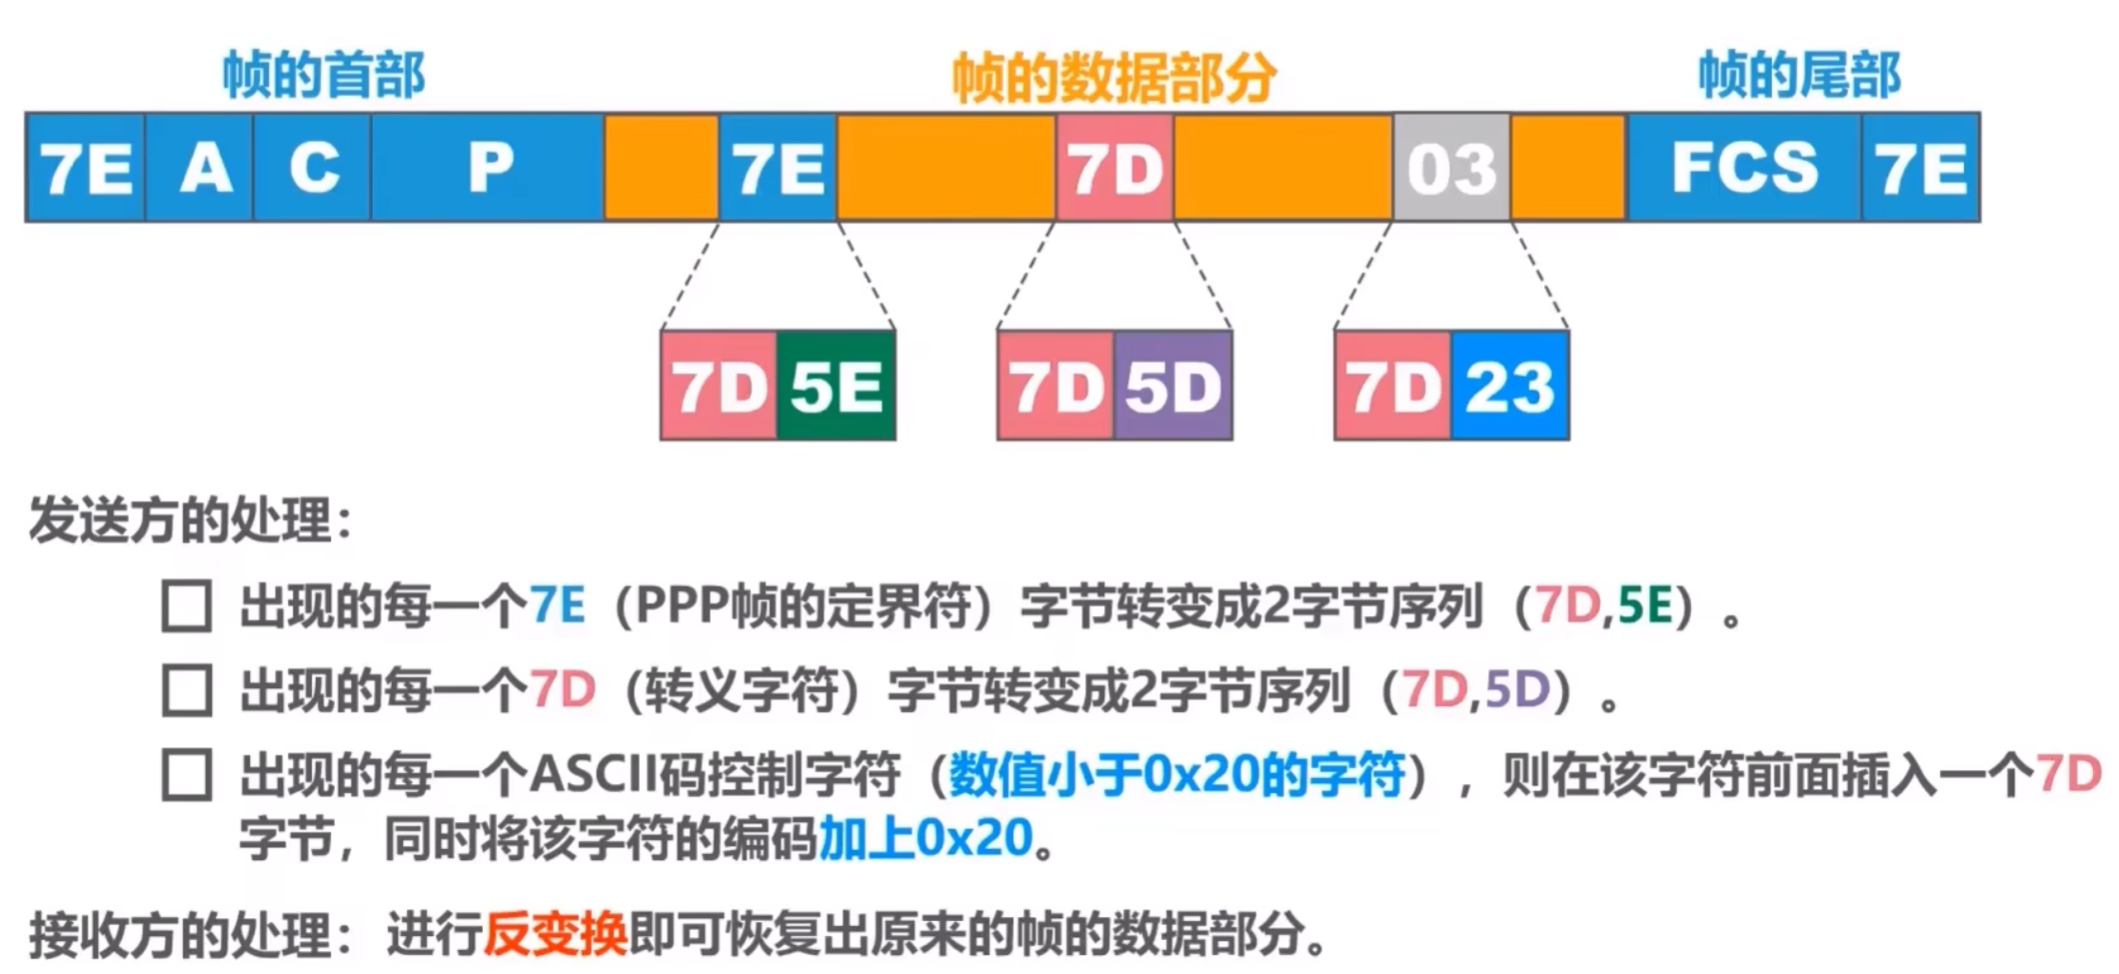 帧的首部 帧的数据部分 帧的尾部
7E A C P 7E 7D 03 FCS 7E
7D 5E 7D 5D 7D 23
发送方的处理：
出现的每一个7E（PPP帧的定界符）字节转变成2字节序列（7D,5E）。
出现的每一个7D（转义字符）字节转变成2字节序列（7D,5D）。
出现的每一个ASCII码控制字符（数值小于0x20的字符），则在该字符前面插入一个7D
字节，同时将该字符的编码加上0x20。
接收方的处理：进行反变换即可恢复出原来的帧的数据部分。